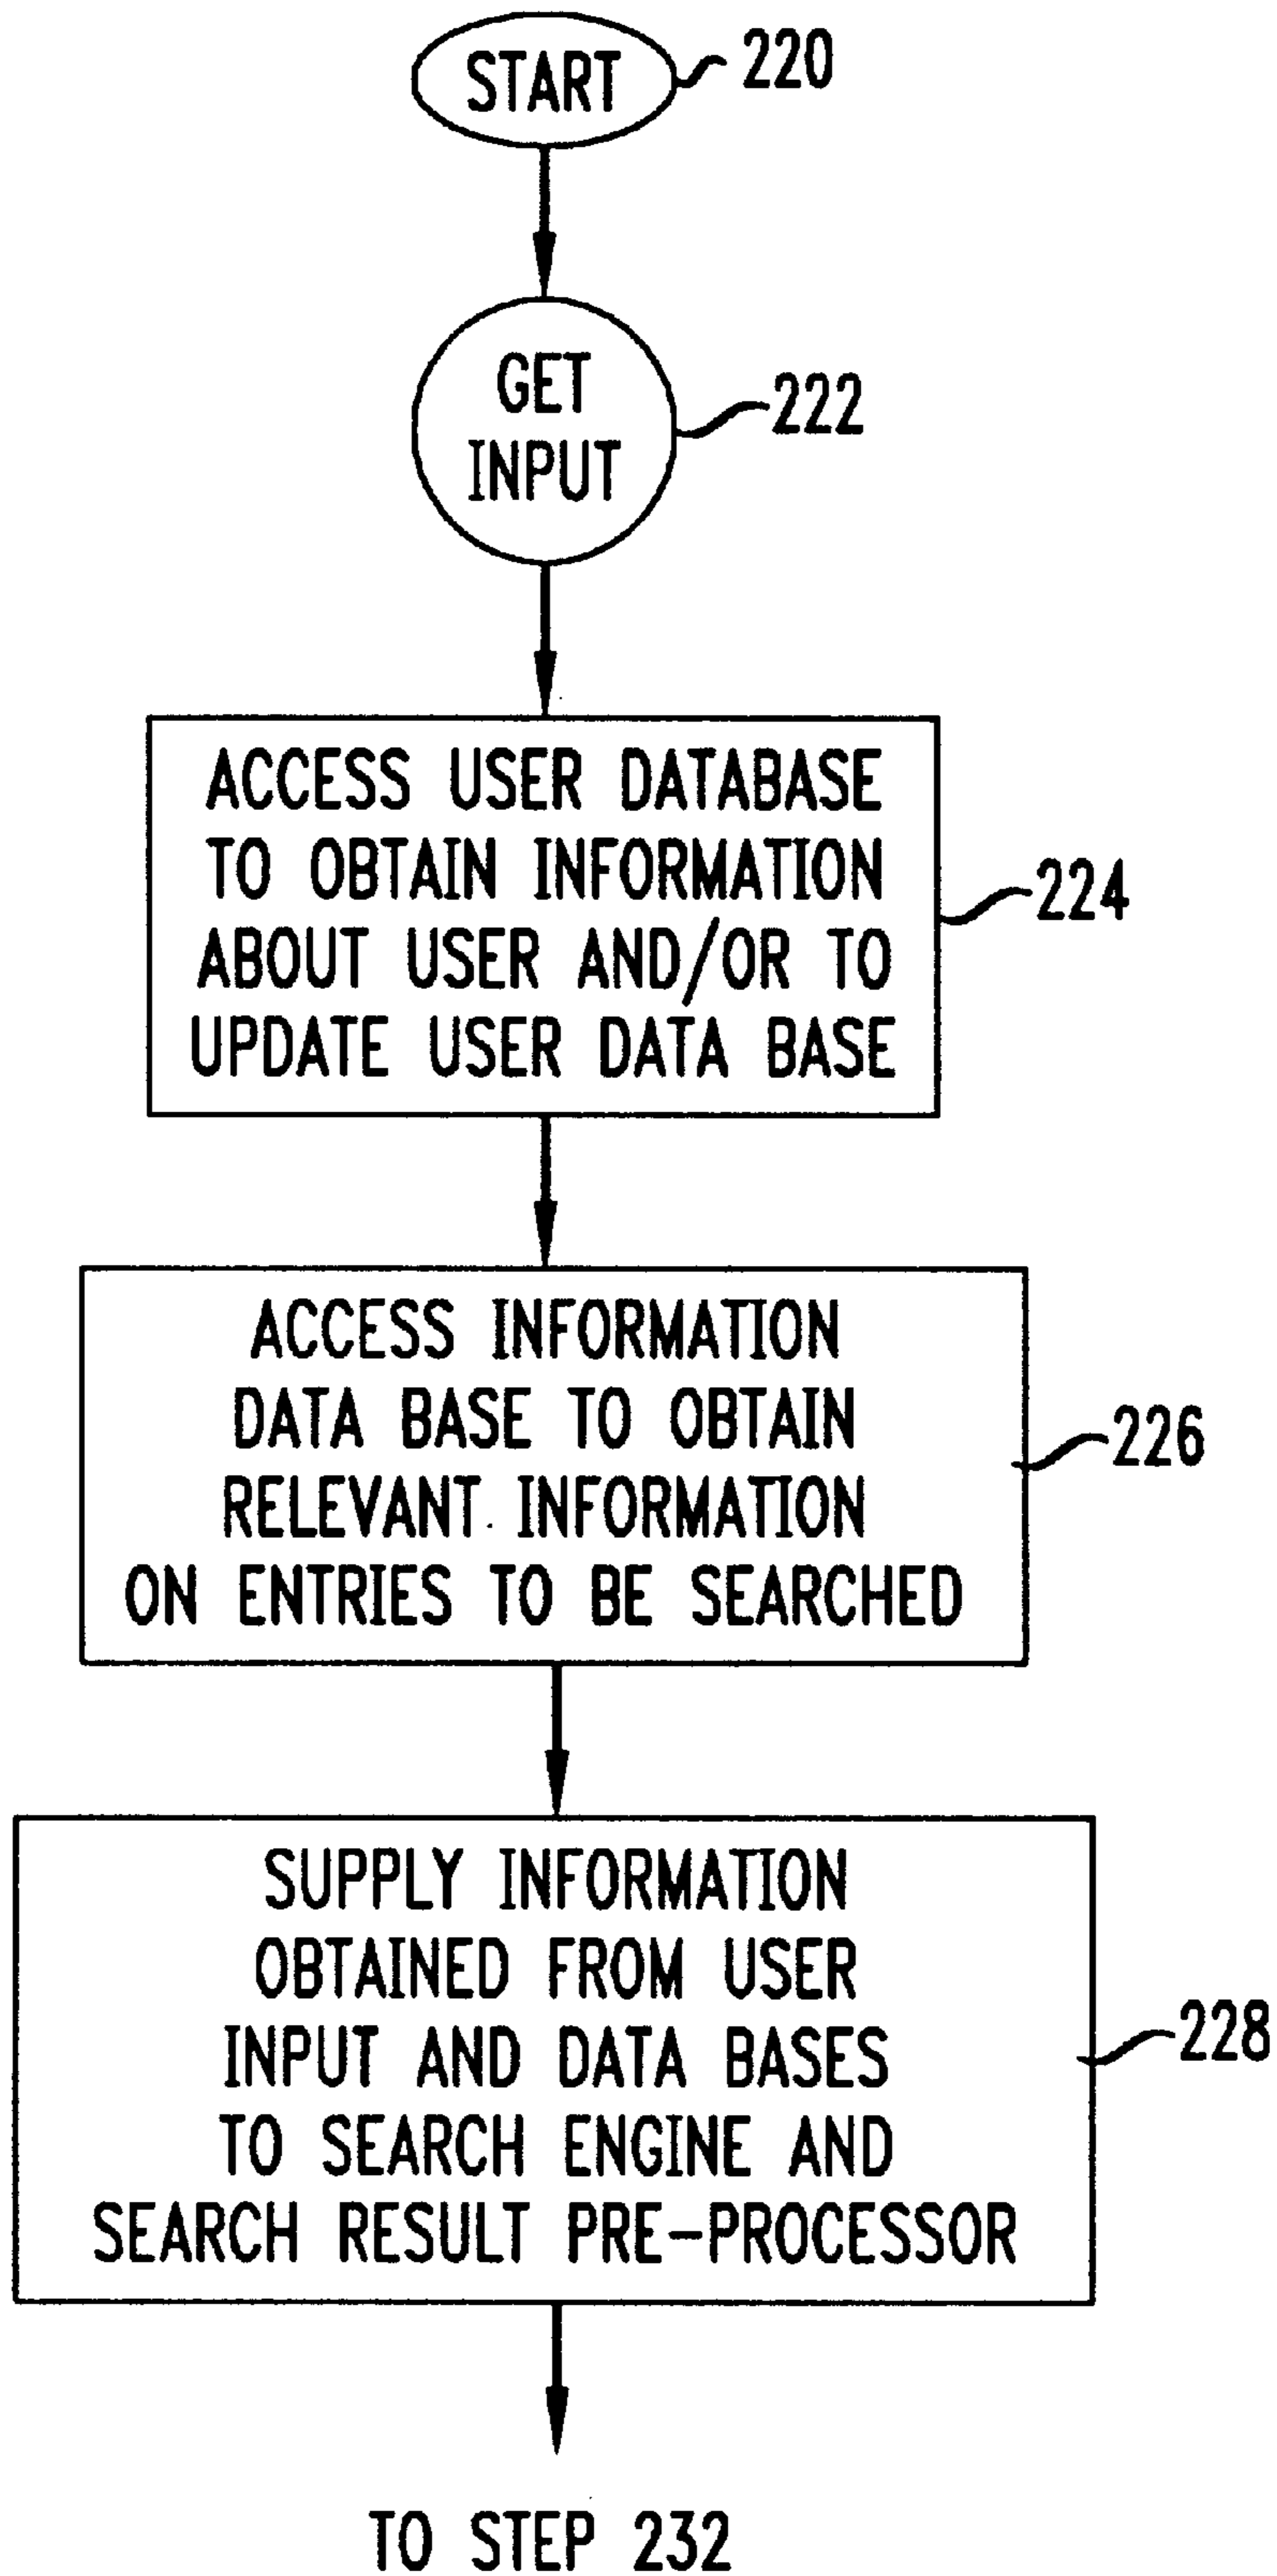 START
220
GET
INPUT
222
ACCESS USER DATABASE
TO OBTAIN INFORMATION
ABOUT USER AND/OR TO
UPDATE USER DATA BASE
224
ACCESS INFORMATION
DATA BASE TO OBTAIN
RELEVANT INFORMATION
ON ENTRIES TO BE SEARCHED
226
SUPPLY INFORMATION
OBTAINED FROM USER
INPUT AND DATA BASES
TO SEARCH ENGINE AND
SEARCH RESULT PRE-PROCESSOR
228
TO STEP 232